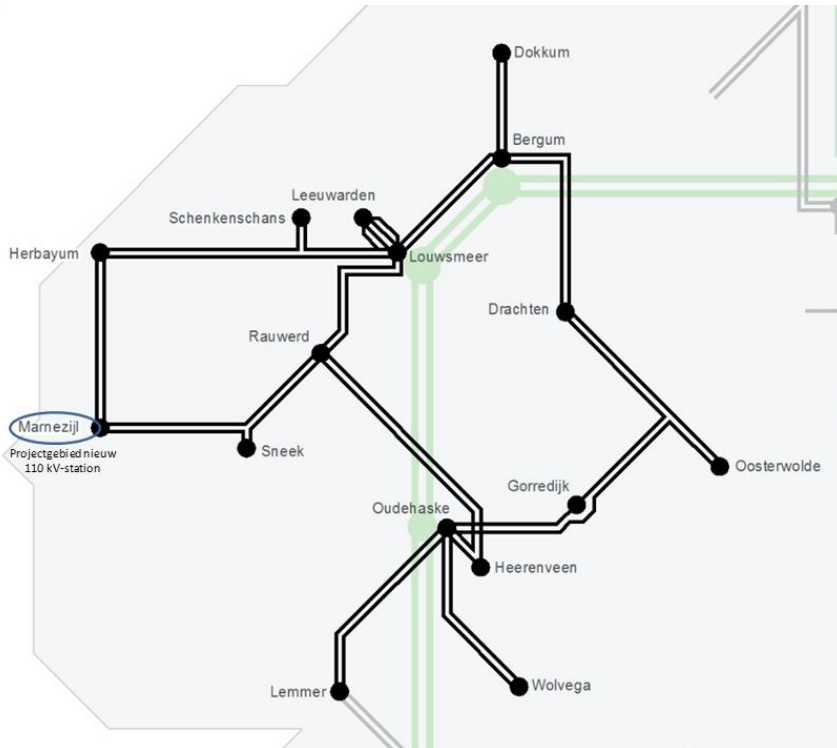 Dokkum
Bergum
Leeuwarden
Schenkenschans
Herbayum
Louwsmeer
Drachten
Rauwerd
Marnezijl
Projectgebied nieuw
110 kV-station
Sneek
Oosterwolde
Gorredijk
Oudehaske
Heerenveen
Lemmer
Wolvega